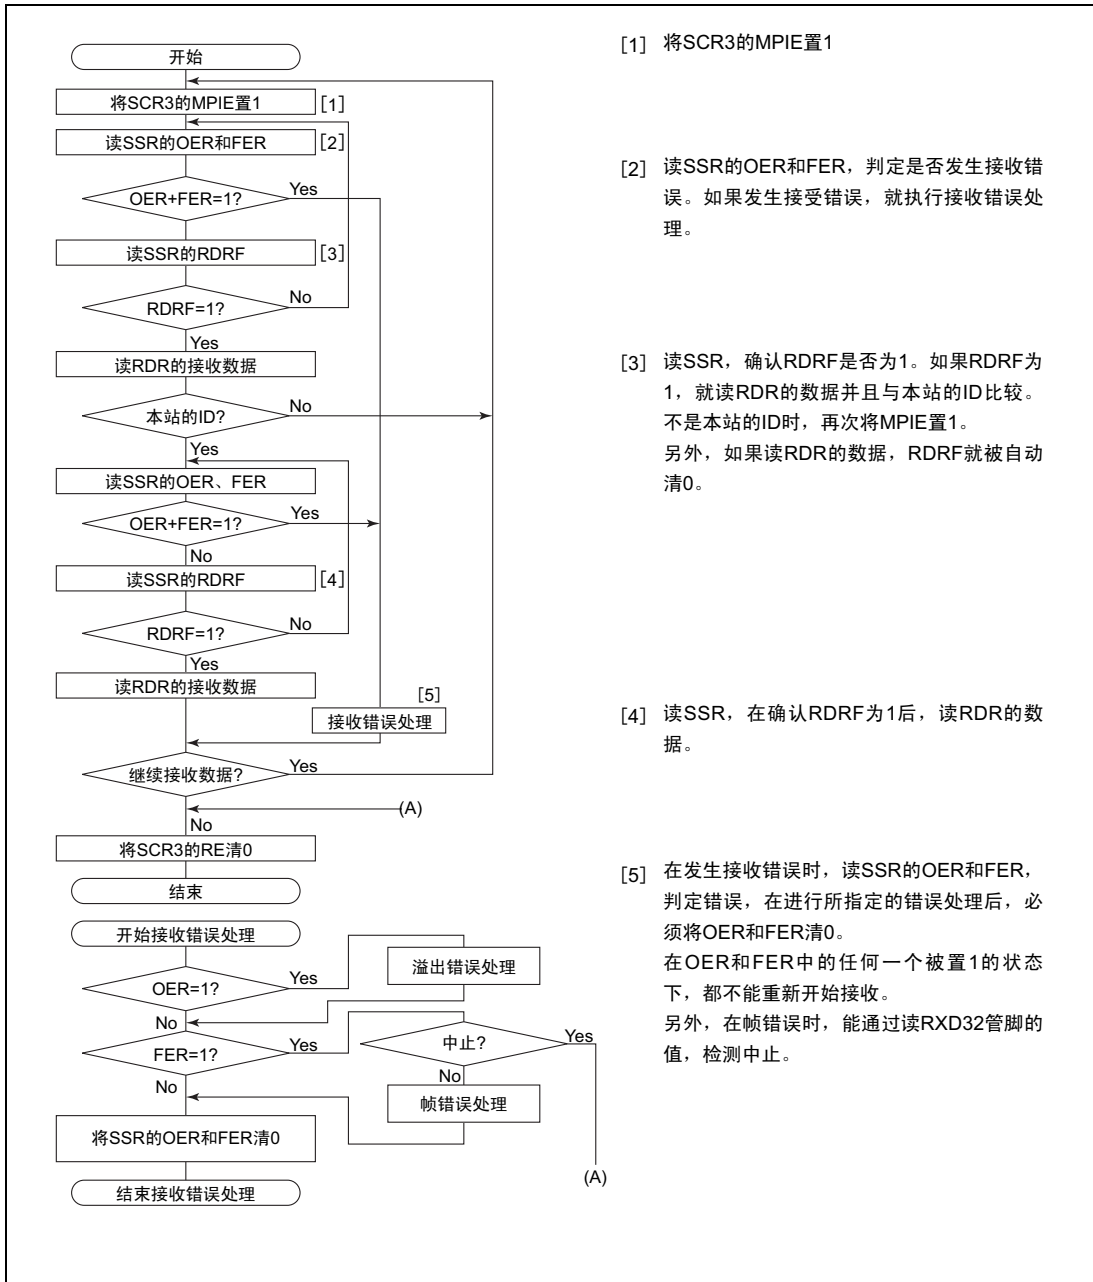 开始
将SCR3的MPIE置1 [1]
读SSR的OER和FER [2]
OER+FER=1? Yes
读SSR的RDRF [3]
RDRF=1? No
Yes
读RDR的接收数据
本站的ID? No
Yes
读SSR的OER、FER
OER+FER=1? Yes
No
读SSR的RDRF [4]
RDRF=1? No
Yes
读RDR的接收数据
[5]
接收错误处理
继续接收数据? Yes
(A)
No
将SCR3的RE清0
结束
开始接收错误处理
OER=1? Yes
溢出错误处理
No
FER=1? Yes
中止? Yes
No
No
帧错误处理
将SSR的OER和FER清0
(A)
结束接收错误处理
[1] 将SCR3的MPIE置1
[2] 读SSR的OER和FER，判定是否发生接收错
误。如果发生接受错误，就执行接收错误处
理。
[3] 读SSR，确认RDRF是否为1。如果RDRF为
1，就读RDR的数据并且与本站的ID比较。
不是本站的ID时，再次将MPIE置1。
另外，如果读RDR的数据，RDRF就被自动
清0。
[4] 读SSR，在确认RDRF为1后，读RDR的数
据。
[5] 在发生接收错误时，读SSR的OER和FER，
判定错误，在进行所指定的错误处理后，必
须将OER和FER清0。
在OER和FER中的任何一个被置1的状态
下，都不能重新开始接收。
另外，在帧错误时，能通过读RXD32管脚的
值，检测中止。